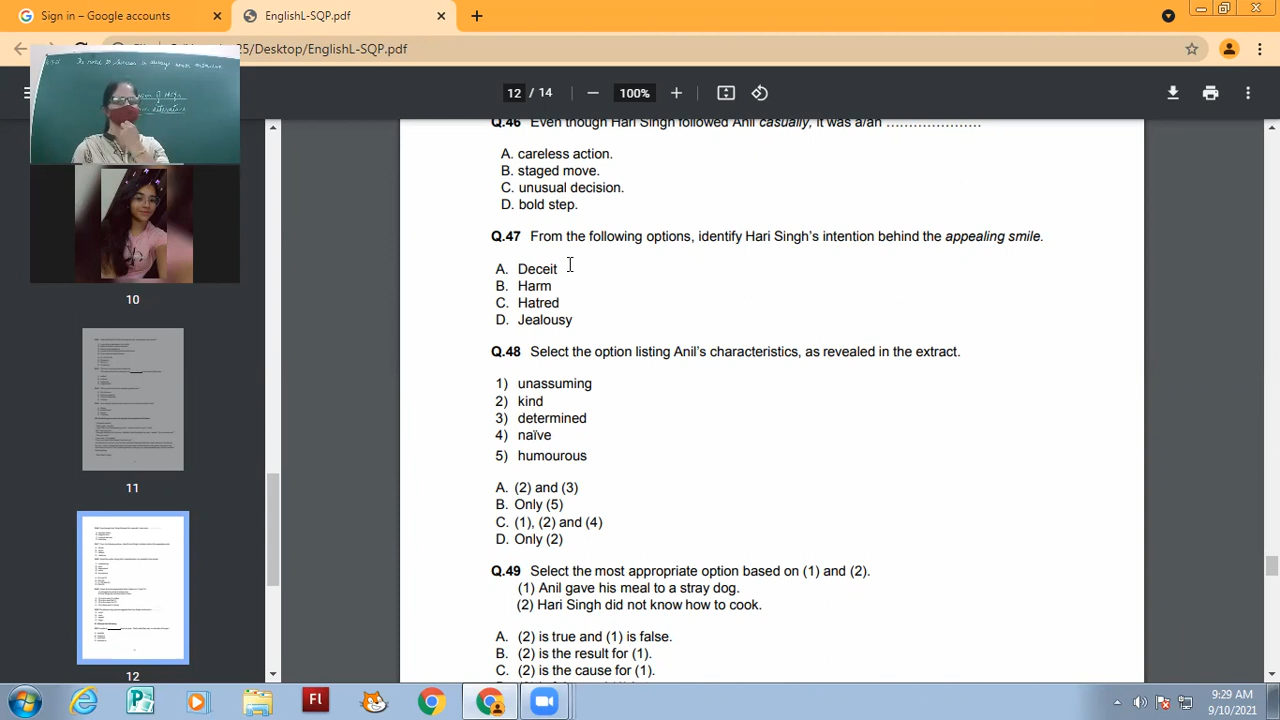 Sign in – Google accounts
EnglishL-SQP.pdf
25/Desktop/EnglishL-SQP.pdf
12 / 14
100%
Q.46 Even though Hari Singh followed Anil casually, it was a/an …………………
A. careless action.
B. staged move.
C. unusual decision.
D. bold step.
Q.47 From the following options, identify Hari Singh's intention behind the appealing smile.
A. Deceit
B. Harm
C. Hatred
D. Jealousy
Q.48 Select the option listing Anil's characteristics, as revealed in the extract.
1) unassuming
2) kind
3) determined
4) naïve
5) humourous
A. (2) and (3)
B. Only (5)
C. (1), (2) and (4)
D. Only (2)
Q.49 Select the most appropriate option based on (1) and (2).
(1) Anil gave his meal to a stray dog.
(2) Hari Singh did not know how to cook.
A. (2) is true and (1) is false.
B. (2) is the result for (1).
C. (2) is the cause for (1).
10
11
12
9:29 AM
9/10/2021